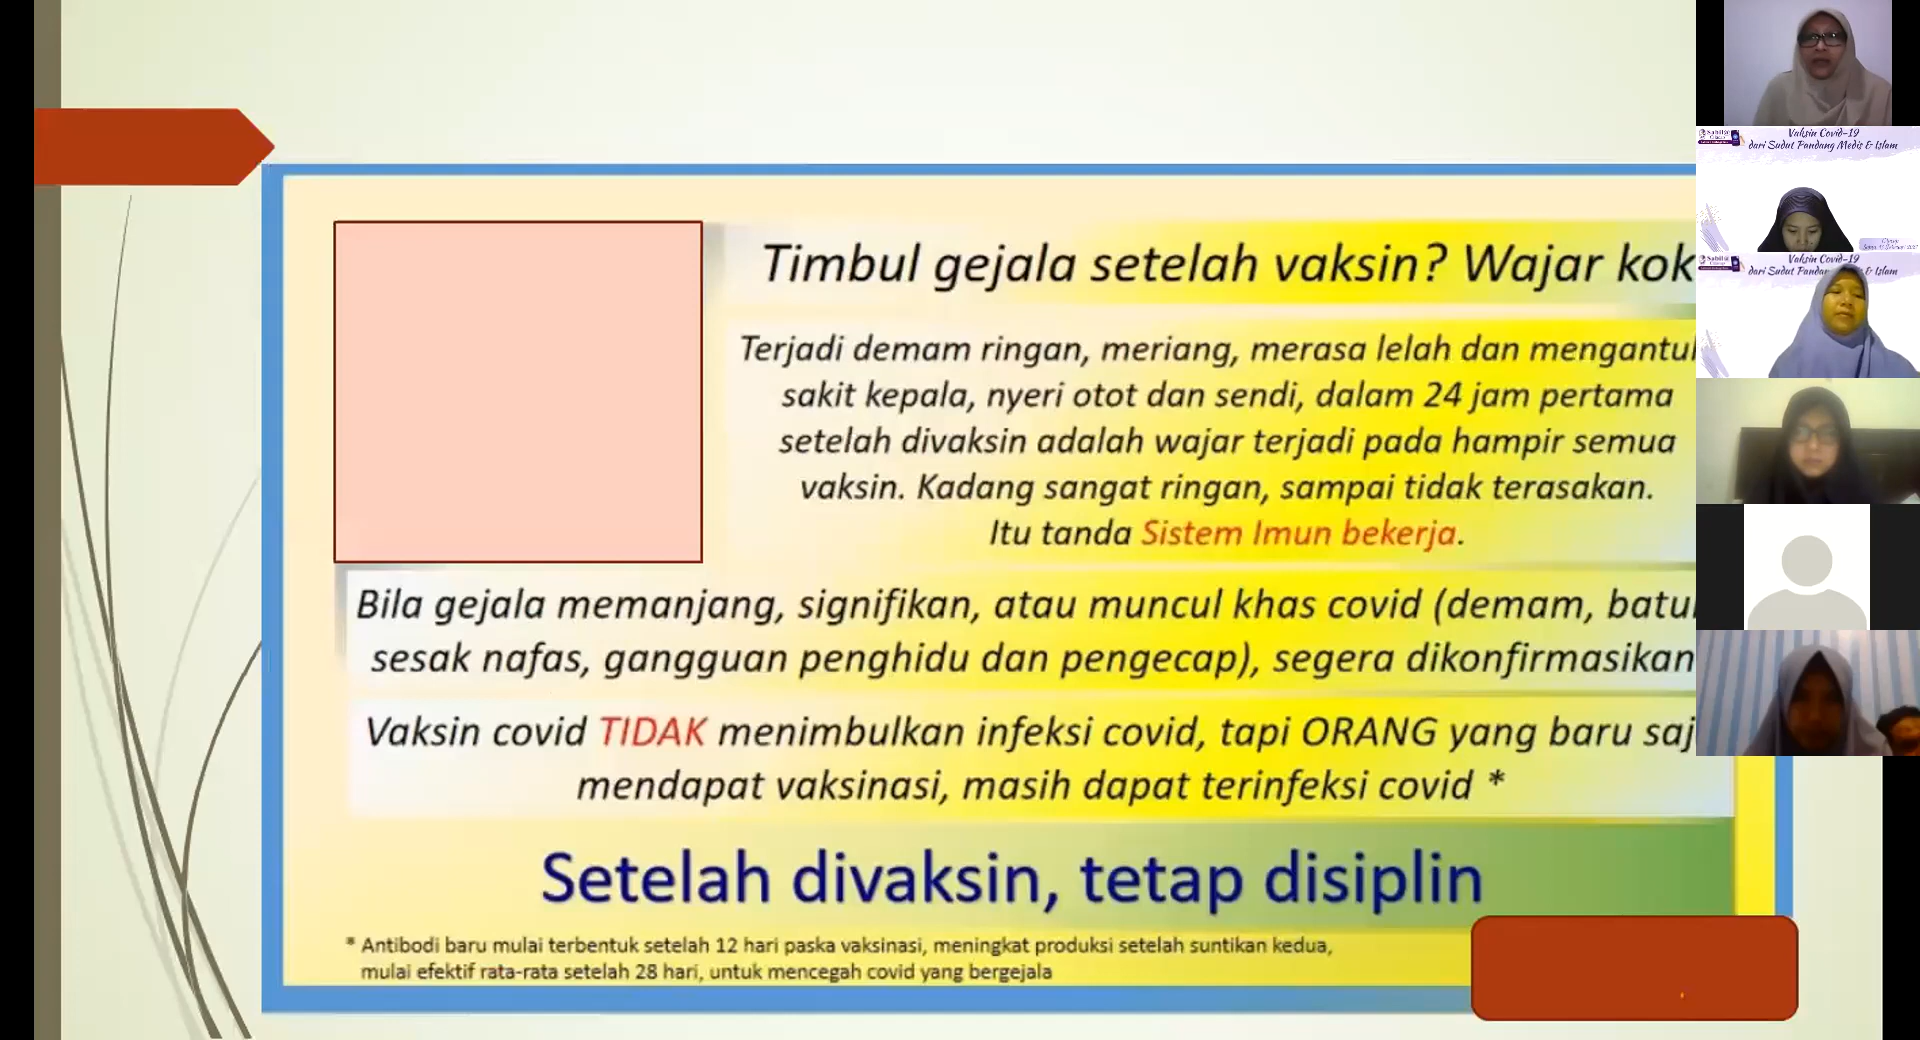 Timbul gejala setelah vaksin? Wajar kok
Terjadi demam ringan, meriang, merasa lelah dan
sakit kepala, nyeri otot dan sendi, dalam 24 jam pertama
setelah divaksin adalah wajar terjadi pada hampir semua
vaksin. Kadang sangat ringan, sampai tidak terasakan.
Itu tanda Sistem Imun bekerja.
Bila gejala memanjang, signifikan, atau muncul khas covid (demam,
sesak nafas, gangguan penghidu dan pengecap), segera dikonfirmasikan
Vaksin covid TIDAK menimbulkan infeksi covid, tapi ORANG yang baru
mendapat vaksinasi, masih dapat terinfeksi covid *
Setelah divaksin, tetap disiplin
* Antibodi baru mulai terbentuk setelah 12 hari paska vaksinasi, meningkat produksi setelah suntikan kedua,
mulai efektif rata-rata setelah 28 hari, untuk mencegah covid yang bergejala
Vaksin Covid-19
dari Sudut Pandang Medis & Islam
Vaksin Covid-19
dari Sudut & Islam